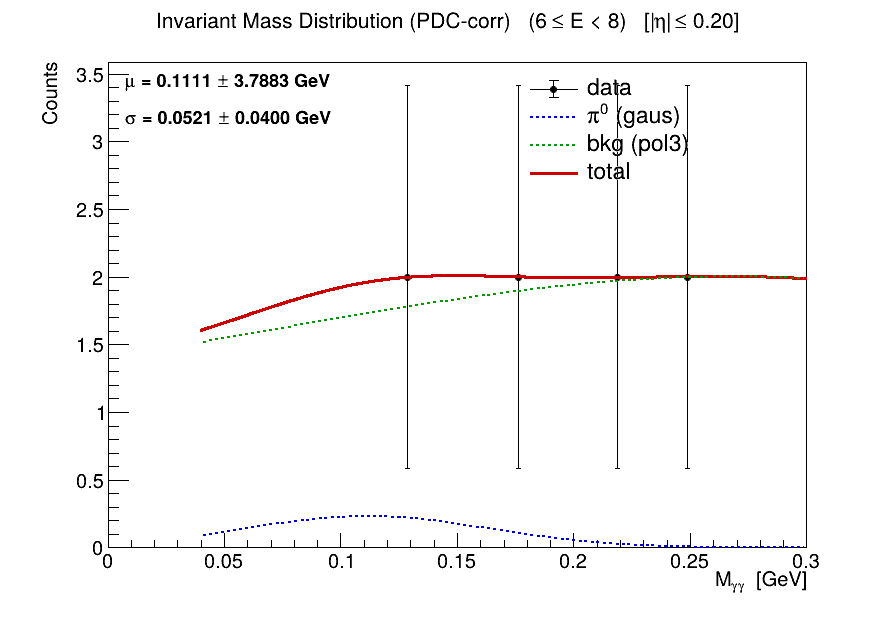 Invariant Mass Distribution (PDC-corr) (6 ≤ E < 8) [|η| ≤ 0.20]
Counts
μ = 0.1111 ± 3.7883 GeV
σ = 0.0521 ± 0.0400 GeV
data
π⁰ (gaus)
bkg (pol3)
total
3.5
3
2.5
2
1.5
1
0.5
0
0 0.05 0.1 0.15 0.2 0.25 0.3
Mγγ [GeV]